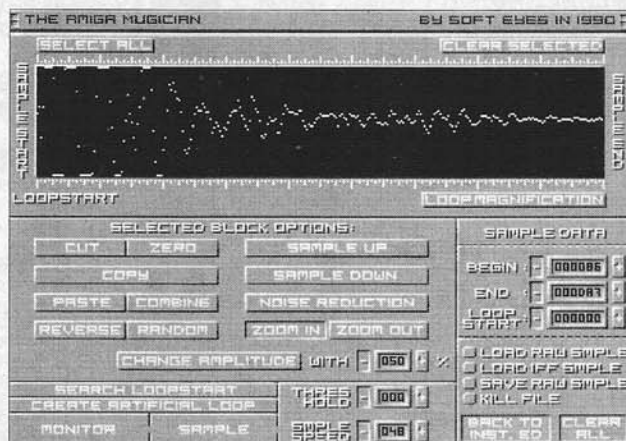 THE AMIGA MUGICIAN BY SOFT EYES IN 1990
SELECT ALL CLEAR SELECTED
SAMPLE START
SAMPLE END
LOOPSTART LOOP MAGNIFICATION
SELECTED BLOCK OPTIONS:
CUT ZERO SAMPLE UP
COPY SAMPLE DOWN
PASTE COMBINE NOISE REDUCTION
REVERSE RANDOM ZOOM IN ZOOM OUT
CHANGE AMPLITUDE WITH - 050 + %
SEARCH LOOPSTART
CREATE ARTIFICIAL LOOP
MONITOR SAMPLE
THRES HOLD - 000 +
SMPLE SPEED - 048 +
SAMPLE DATA
BEGIN : -
END : -
LOOP START : - 000000 +
LOAD RAW SMPLE
LOAD IFF SMPLE
SAVE RAW SMPLE
KILL FILE
BACK TO INST ED
CLEAR ALL